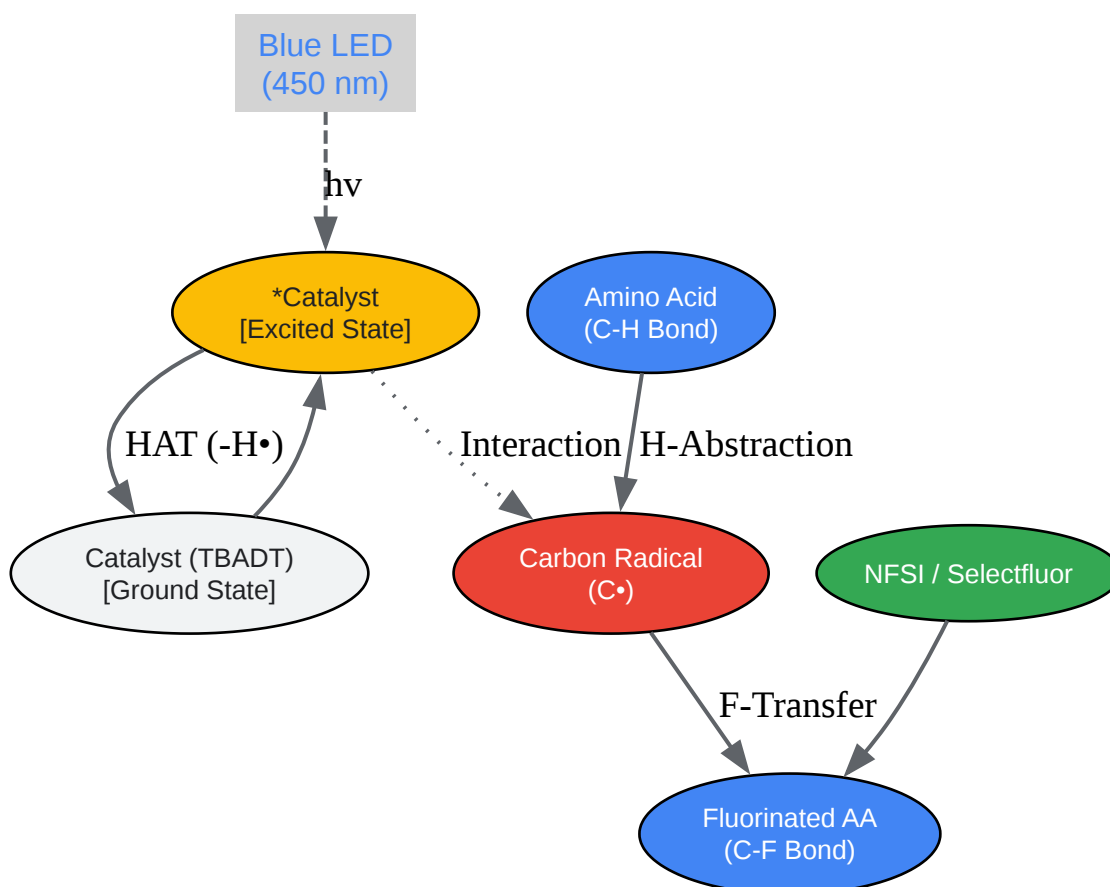 Blue LED
(450 nm)
hv
*Catalyst
[Excited State]
Amino Acid
(C-H Bond)
HAT (-H•)
Interaction
H-Abstraction
Catalyst (TBADT)
[Ground State]
Carbon Radical
(C•)
NFSI / Selectfluor
F-Transfer
Fluorinated AA
(C-F Bond)